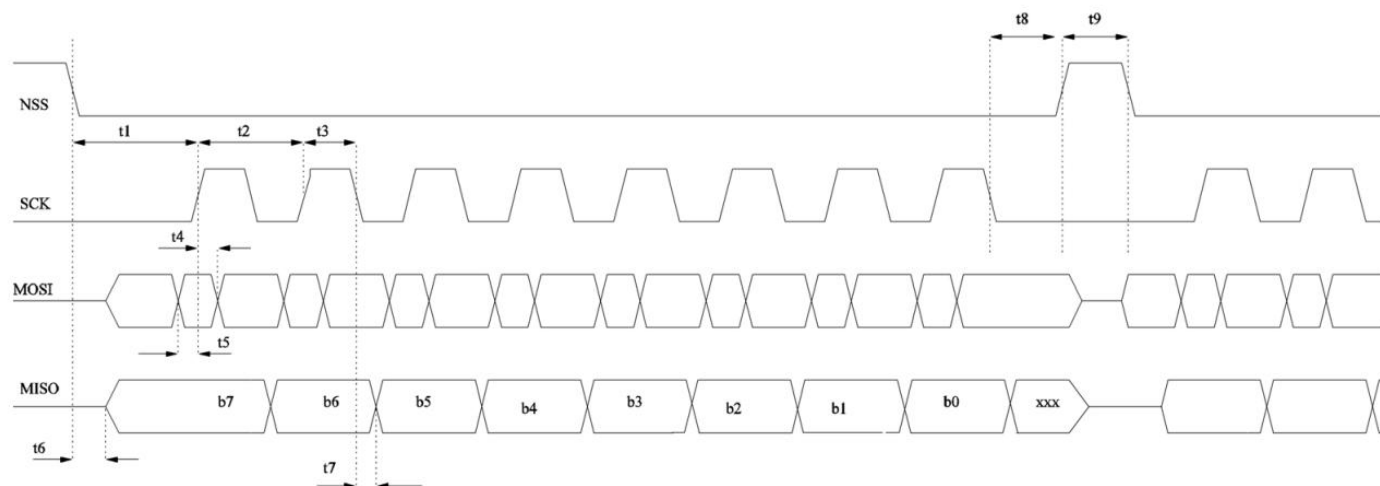 t8 t9
NSS
t1 t2 t3
SCK
t4
MOSI
t5
MISO b7 b6 b5 b4 b3 b2 b1 b0 xxx
t6
t7